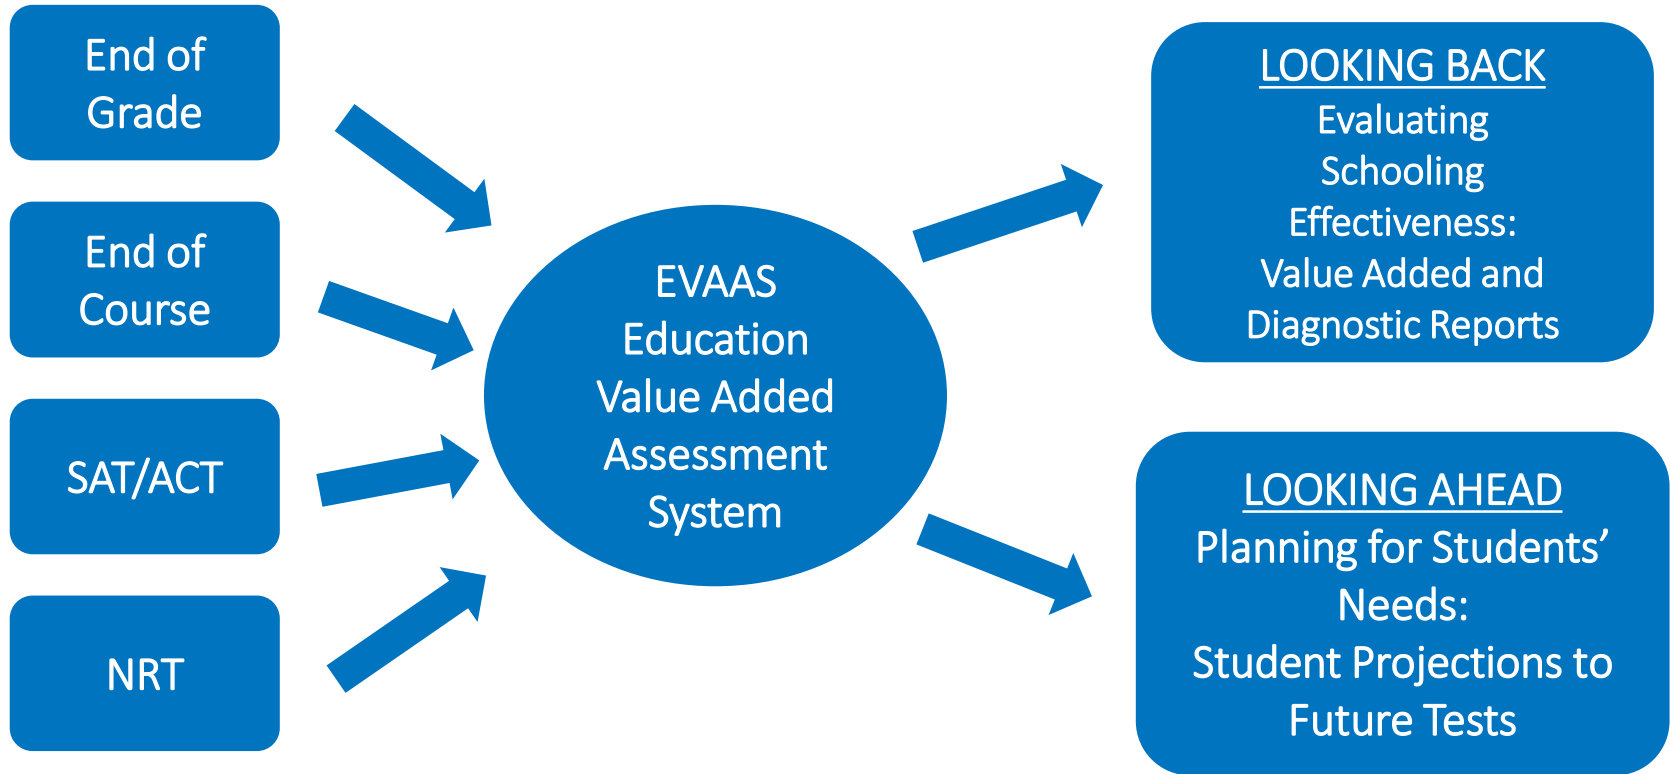 End of
Grade
End of
Course
SAT/ACT
NRT
EVAAS
Education
Value Added
Assessment
System
LOOKING BACK
Evaluating
Schooling
Effectiveness:
Value Added and
Diagnostic Reports
LOOKING AHEAD
Planning for Students’
Needs:
Student Projections to
Future Tests